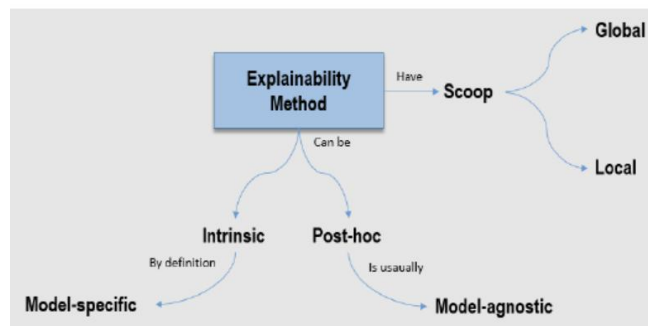 Global
Explainability
Method
Have
Scoop
Can be
Local
Intrinsic
Post-hoc
By definition
Is usaually
Model-specific
Model-agnostic